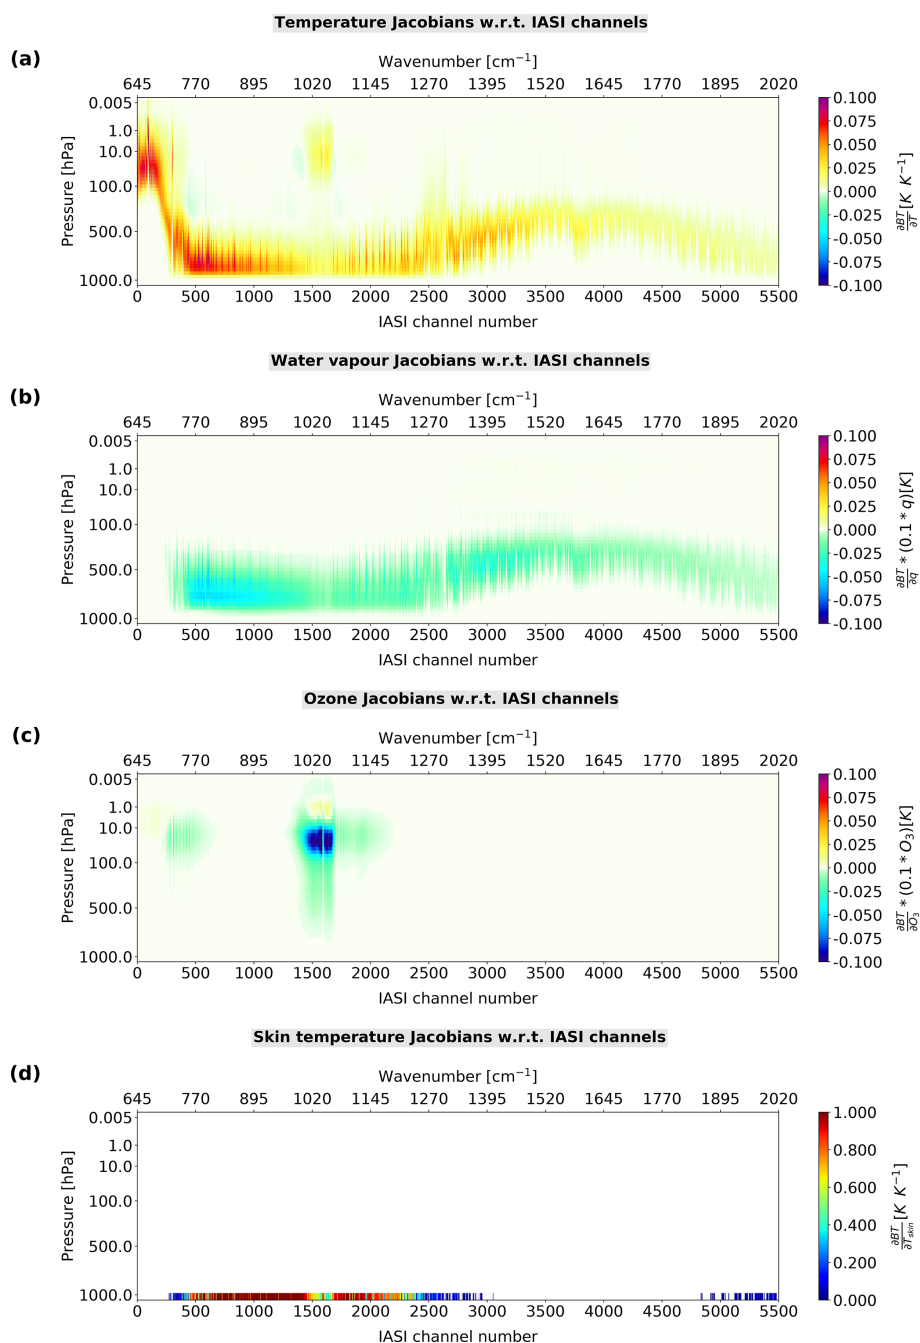 Temperature Jacobians w.r.t. IASI channels
(a)
Wavenumber [cm⁻¹]
645 770 895 1020 1145 1270 1395 1520 1645 1770 1895 2020
Pressure [hPa]
0.005
1.0
10.0
100.0
500.0
1000.0
0 500 1000 1500 2000 2500 3000 3500 4000 4500 5000 5500
IASI channel number
0.100
0.075
0.050
0.025
0.000
-0.025
-0.050
-0.075
-0.100
∂BT/∂T [K K⁻¹]
Water vapour Jacobians w.r.t. IASI channels
(b)
Wavenumber [cm⁻¹]
645 770 895 1020 1145 1270 1395 1520 1645 1770 1895 2020
Pressure [hPa]
0.005
1.0
10.0
100.0
500.0
1000.0
0 500 1000 1500 2000 2500 3000 3500 4000 4500 5000 5500
IASI channel number
0.100
0.075
0.050
0.025
0.000
-0.025
-0.050
-0.075
-0.100
∂BT/∂q * (0.1 * q)[K]
Ozone Jacobians w.r.t. IASI channels
(c)
Wavenumber [cm⁻¹]
645 770 895 1020 1145 1270 1395 1520 1645 1770 1895 2020
Pressure [hPa]
0.005
1.0
10.0
100.0
500.0
1000.0
0 500 1000 1500 2000 2500 3000 3500 4000 4500 5000 5500
IASI channel number
0.100
0.075
0.050
0.025
0.000
-0.025
-0.050
-0.075
-0.100
∂BT/∂O₃ * (0.1 * O₃)[K]
Skin temperature Jacobians w.r.t. IASI channels
(d)
Wavenumber [cm⁻¹]
645 770 895 1020 1145 1270 1395 1520 1645 1770 1895 2020
Pressure [hPa]
0.005
1.0
10.0
100.0
500.0
1000.0
0 500 1000 1500 2000 2500 3000 3500 4000 4500 5000 5500
IASI channel number
1.000
0.800
0.600
0.400
0.200
0.000
∂BT/∂T_skin [K K⁻¹]